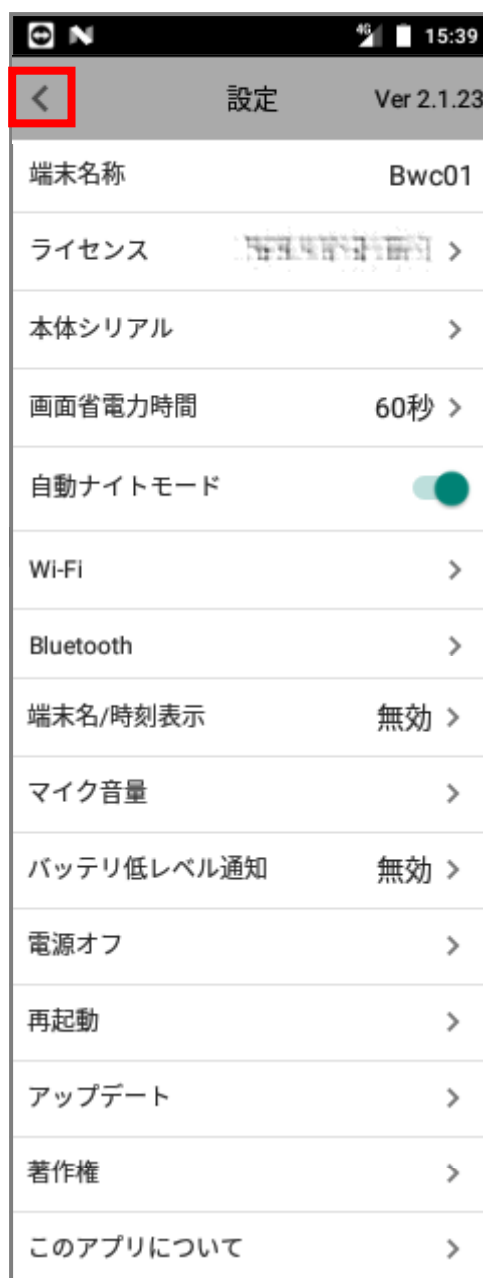 4G 15:39
設定 Ver 2.1.23
端末名称 Bwc01
ライセンス
本体シリアル
画面省電力時間 60秒
自動ナイトモード
Wi-Fi
Bluetooth
端末名/時刻表示 無効
マイク音量
バッテリ低レベル通知 無効
電源オフ
再起動
アップデート
著作権
このアプリについて